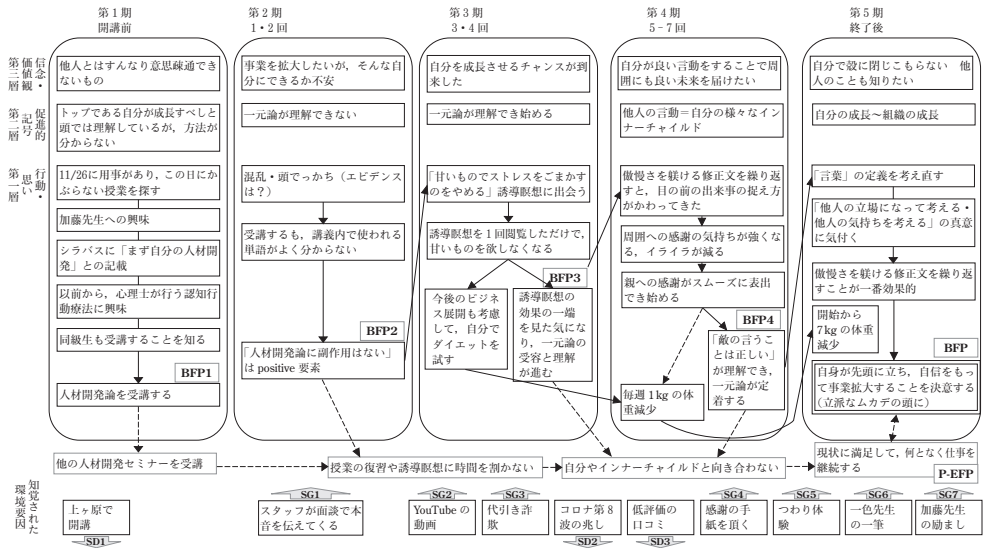 第1期
開講前
第2期
1・2回
第3期
3・4回
第4期
5-7回
第5期
終了後
信念・
価値観
第三層
他人とはすんなり意思疎通で
きないもの
事業を拡大したいが，そんな自
分にできるか不安
自分を成長させるチャンスが到
来した
自分が良い言動をすることで周
囲にも良い未来を届けたい
自分で殻に閉じこもらない 他
人のことも知りたい
促進的
記号
第二層
トップである自分が成長すべしと
頭では理解しているが，方法が
分からない
一元論が理解できない
一元論が理解でき始める
他人の言動＝自分の様々なイン
ナーチャイルド
自分の成長～組織の成長
行動・
思い
第一層
11/26に用事があり，この日にか
ぶらない授業を探す
加藤先生への興味
シラバスに「まず自分の人材開
発」との記載
以前から，心理士が行う認知行
動療法に興味
同級生も受講することを知る
BFP1
人材開発論を受講する
混乱・頭でっかち（エビデンス
は？）
受講するも，講義内で使われる
単語がよく分からない
BFP2
「人材開発論に副作用はない」
は positive 要素
「甘いものでストレスをごまかす
のをやめる」誘導瞑想に出会う
誘導瞑想を1回閲覧しただけで，
甘いものを欲しなくなる
BFP3
今後のビジネ
ス展開も考慮
して，自分で
ダイエットを
試す
誘導瞑想の
効果の一端
を見た気にな
り，一元論の
受容と理解
が進む
傲慢さを躾ける修正文を繰り返
すと，目の前の出来事の捉え方
がかわってきた
周囲への感謝の気持ちが強くな
る，イライラが減る
親への感謝がスムーズに表出
でき始める
BFP4
「敵の言うこ
とは正しい」
が理解でき，
一元論が定
着する
毎週1kgの体
重減少
「言葉」の定義を考え直す
「他人の立場になって考える・
他人の気持ちを考える」の真意
に気付く
傲慢さを躾ける修正文を繰り返
すことが一番効果的
開始から
7kgの体重
減少
BFP
自身が先頭に立ち，自信をもっ
て事業拡大することを決意する
（立派なムカデの頭に）
他の人材開発セミナーを受講
授業の復習や誘導瞑想に時間を割かない
自分やインナーチャイルドと向き合わない
現状に満足して，何となく仕事を
継続する
P-EFP
知覚された
環境要因
上ヶ原で
開講
SD1
SG1
スタッフが面談で本
音を伝えてくる
SG2
YouTubeの
動画
SG3
代引き詐
欺
コロナ第8
波の兆し
SD2
低評価の
口コミ
SD3
SG4
感謝の手
紙を頂く
SG5
つわり体
験
SG6
一色先生
の一筆
SG7
加藤先生
の励まし